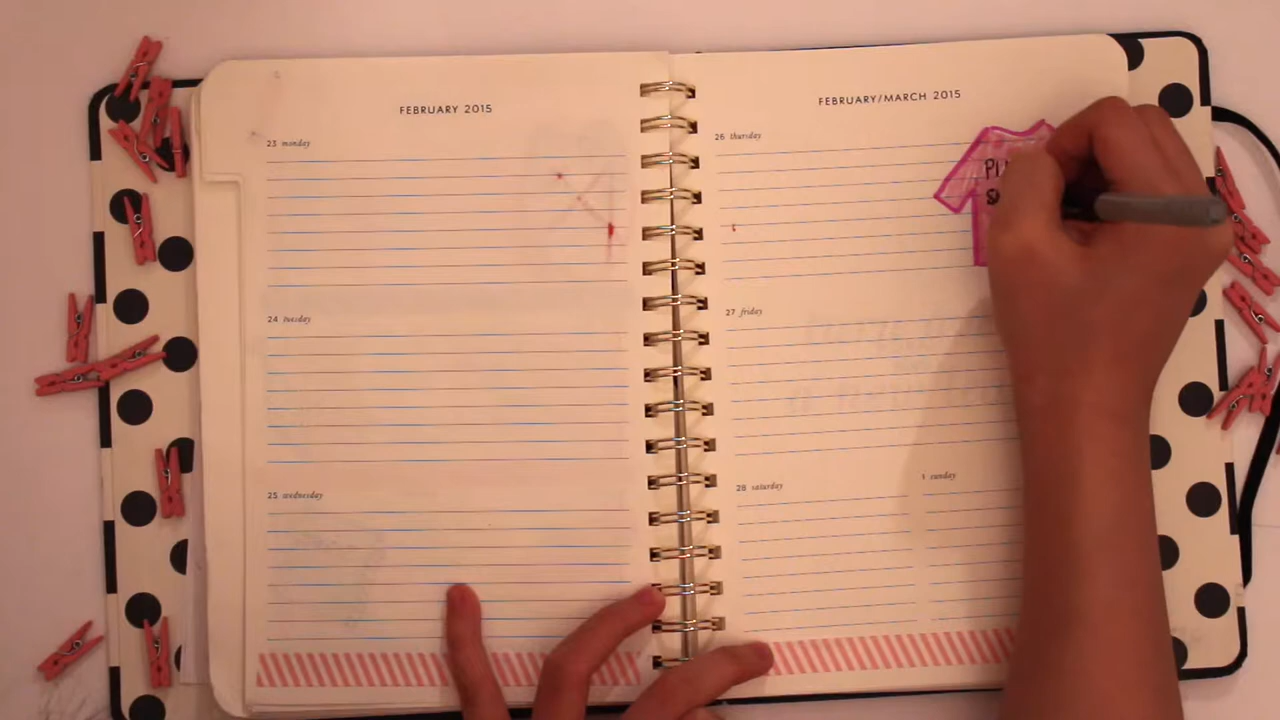 FEBRUARY 2015
23 monday
24 tuesday
25 wednesday
FEBRUARY/MARCH 2015
26 thursday
27 friday
28 saturday
1 sunday